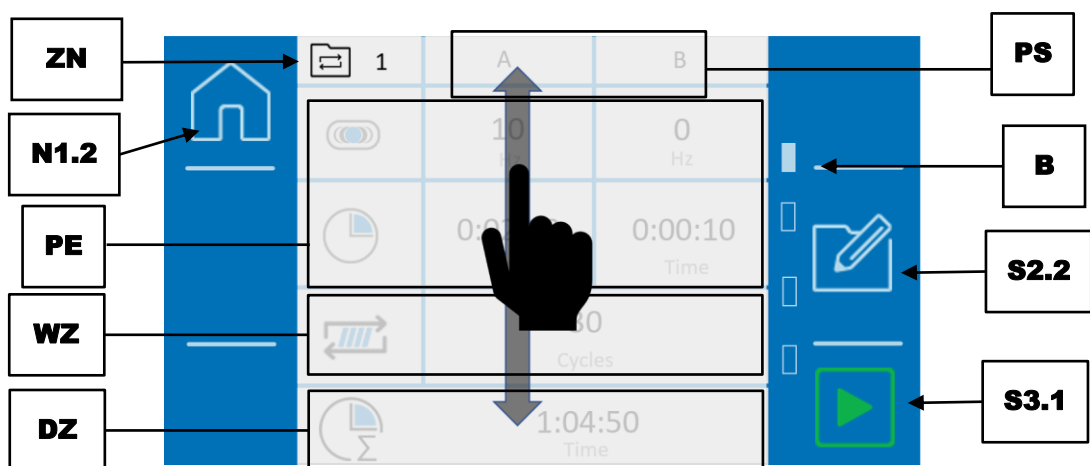 ZN
N1.2
PE
WZ
DZ
1
A
B
10
0
Hz
Hz
0:00:10
Time
Cycles
1:04:50
Time
PS
B
S2.2
S3.1